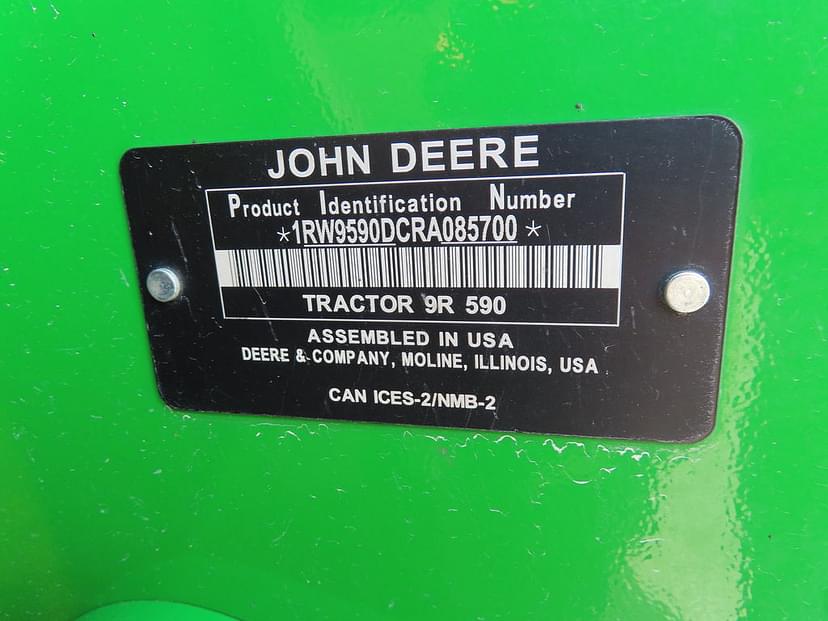 JOHN DEERE
Product Identification Number
*1RW9590DCRA085700*
TRACTOR 9R 590
ASSEMBLED IN USA
DEERE & COMPANY, MOLINE, ILLINOIS, USA
CAN ICES-2/NMB-2